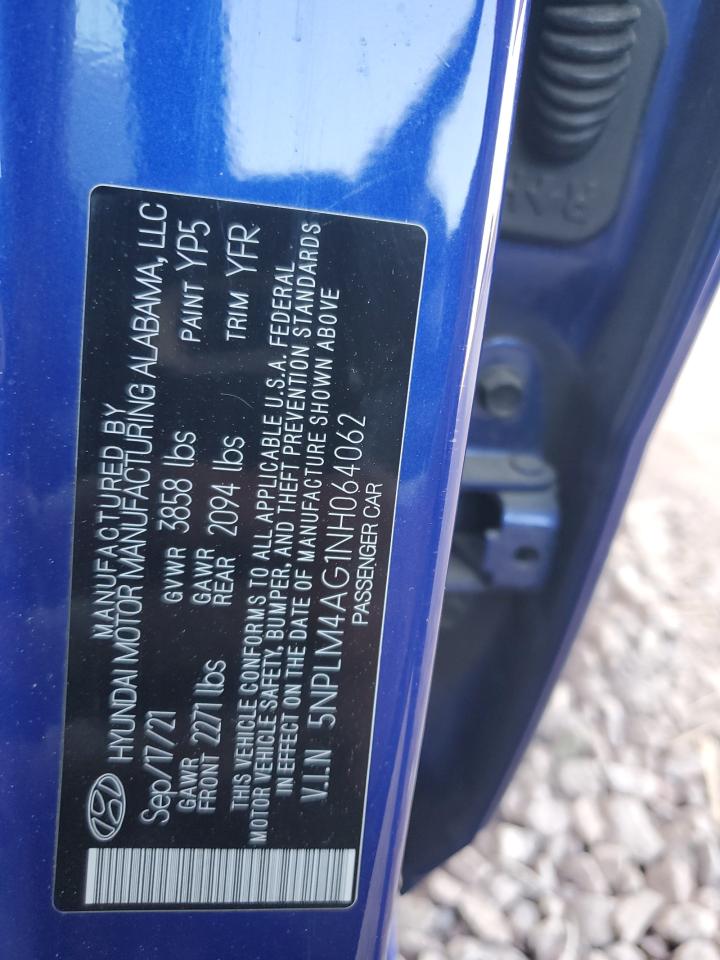 MANUFACTURED BY
HYUNDAI MOTOR MANUFACTURING ALABAMA, LLC
Sep/17/21 GVWR 3858 lbs PAINT YP5
GAWR FRONT 2271 lbs GAWR REAR 2094 lbs TRIM YFR
THIS VEHICLE CONFORMS TO ALL APPLICABLE U.S.A. FEDERAL
MOTOR VEHICLE SAFETY, BUMPER, AND THEFT PREVENTION STANDARDS
IN EFFECT ON THE DATE OF MANUFACTURE SHOWN ABOVE
V.I.N 5NPLM4AG1NH064062
PASSENGER CAR